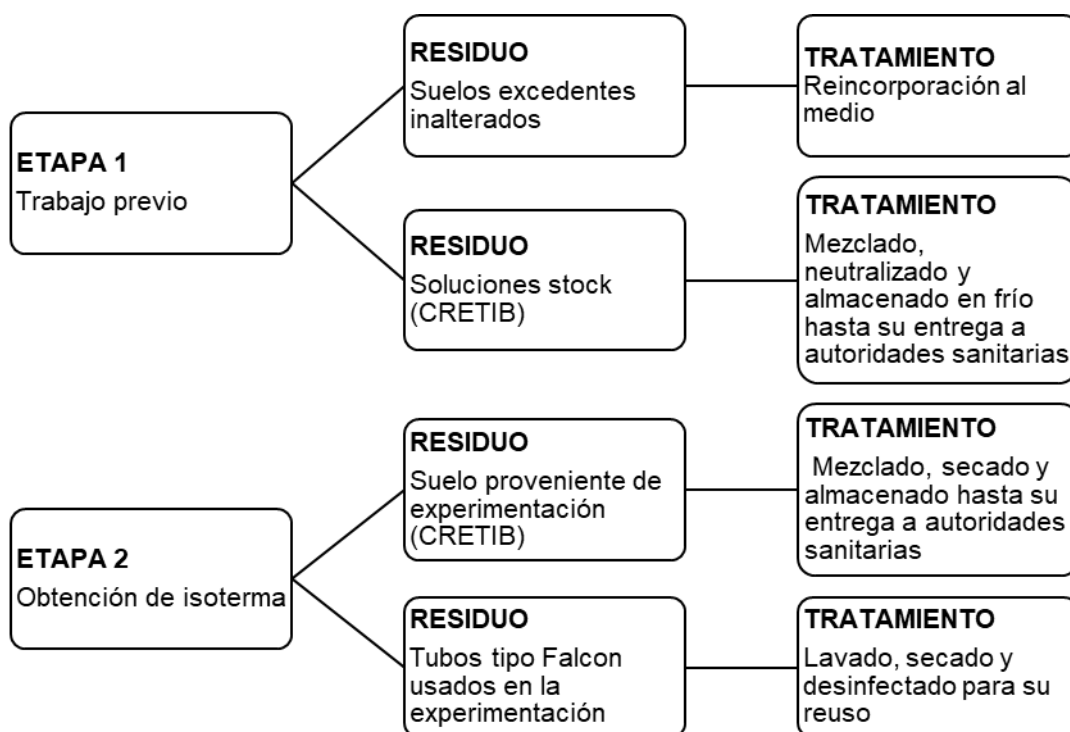 ETAPA 1
Trabajo previo
RESIDUO
Suelos excedentes
inalterados
TRATAMIENTO
Reincorporación al
medio
RESIDUO
Soluciones stock
(CRETIB)
TRATAMIENTO
Mezclado,
neutralizado y
almacenado en frío
hasta su entrega a
autoridades sanitarias
ETAPA 2
Obtención de isoterma
RESIDUO
Suelo proveniente de
experimentación
(CRETIB)
TRATAMIENTO
Mezclado, secado y
almacenado hasta su
entrega a autoridades
sanitarias
RESIDUO
Tubos tipo Falcon
usados en la
experimentación
TRATAMIENTO
Lavado, secado y
desinfectado para su
reuso